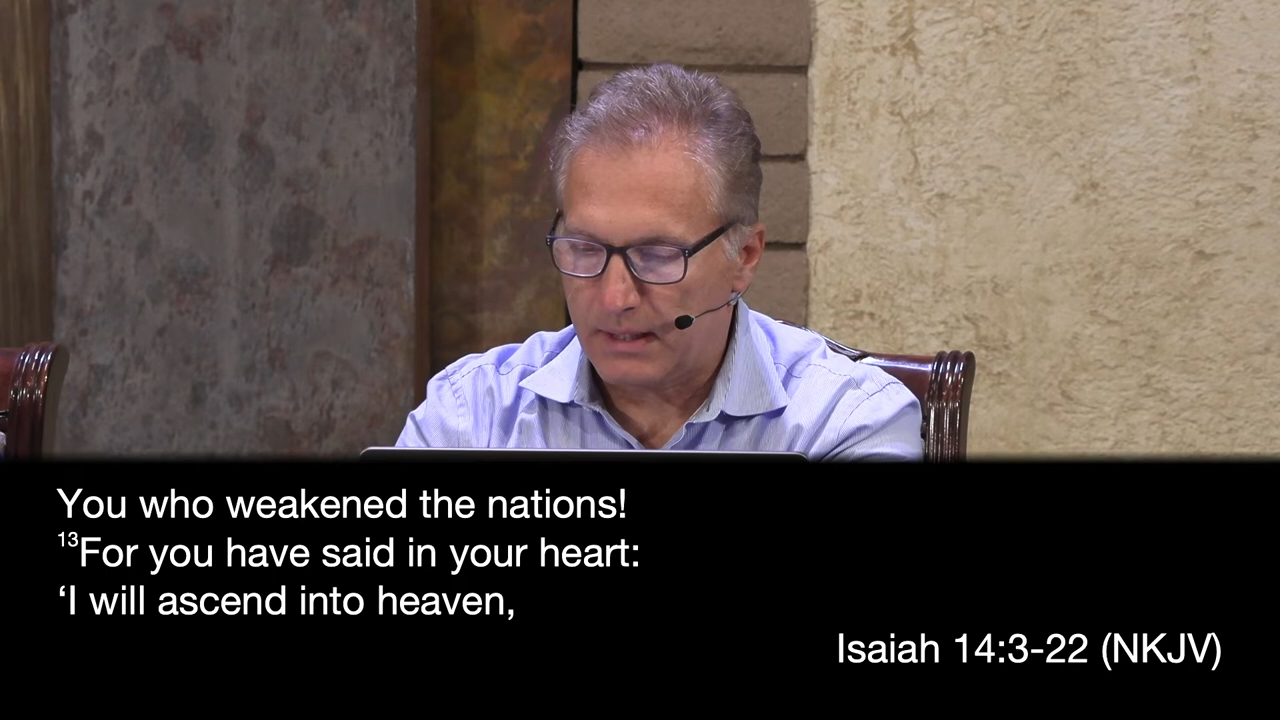 You who weakened the nations!
13For you have said in your heart:
‘I will ascend into heaven,
Isaiah 14:3-22 (NKJV)